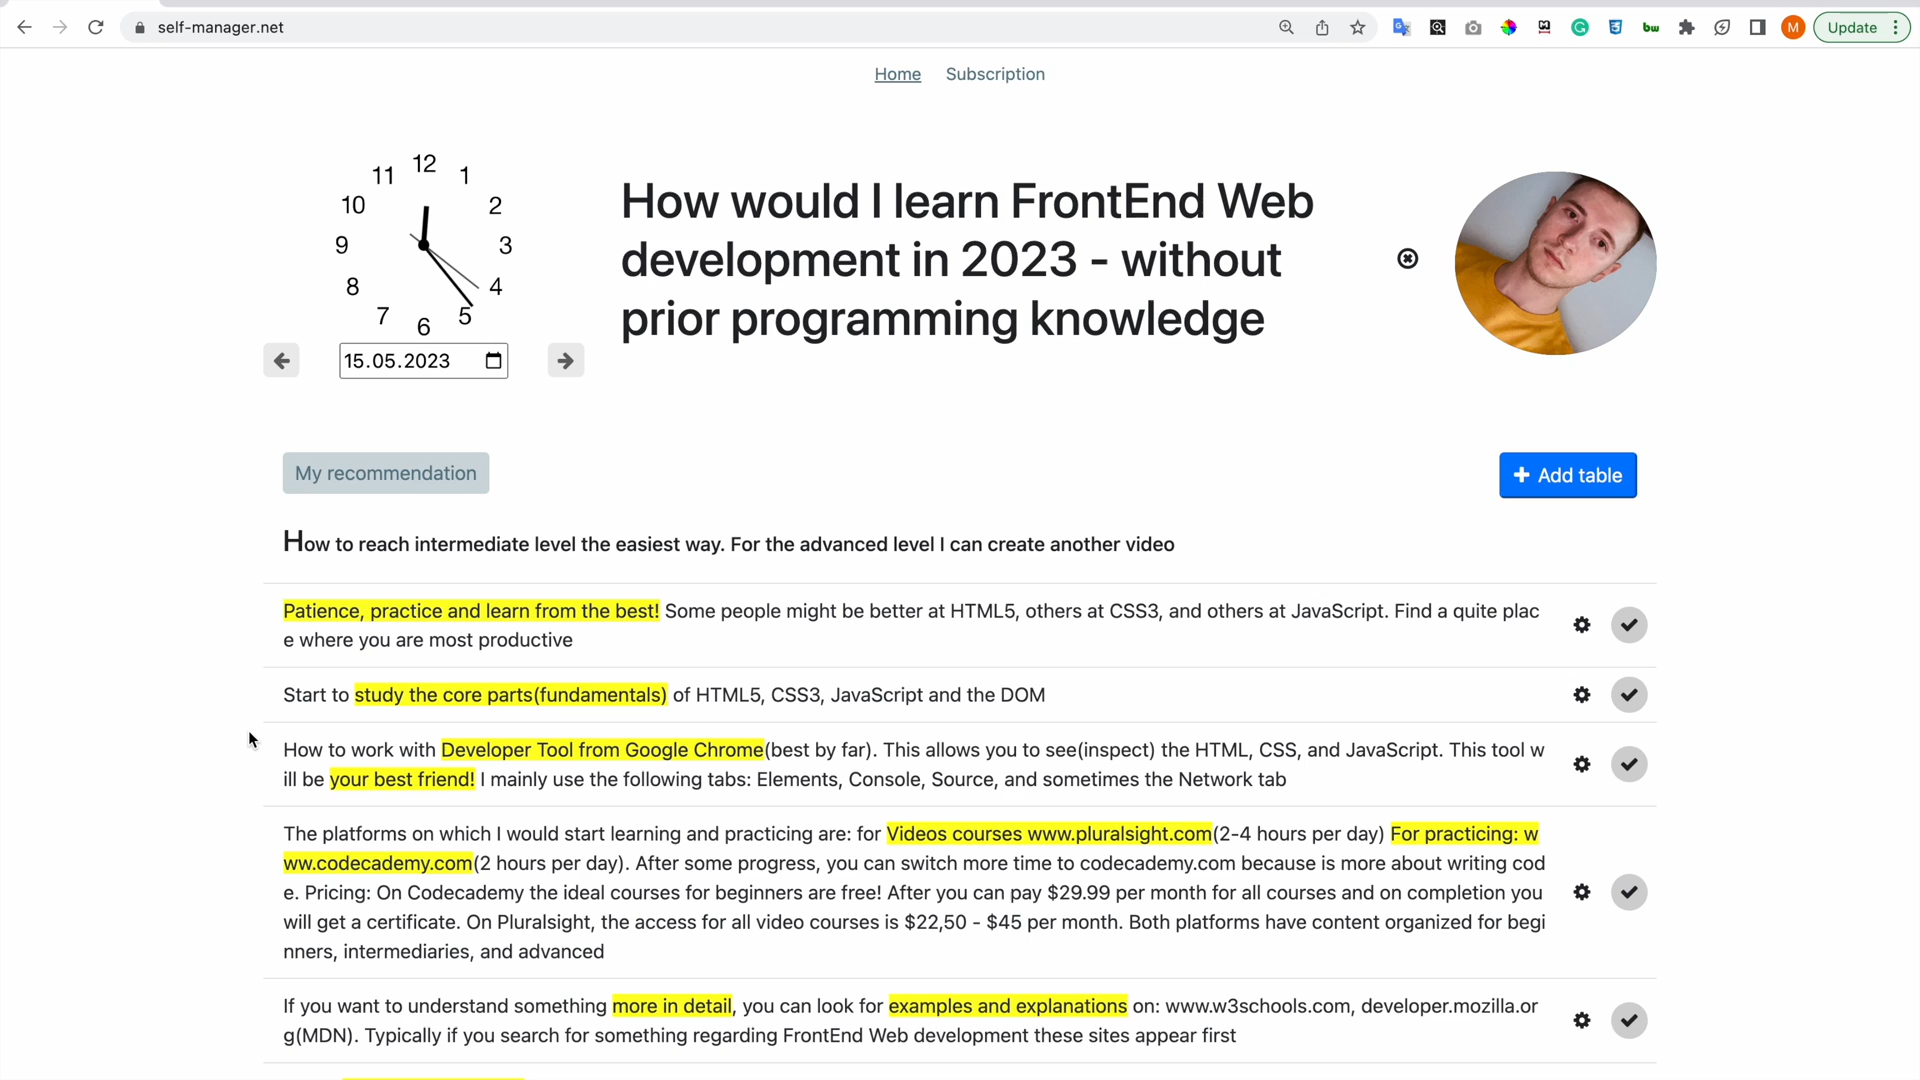 self-manager.net
bw
M
Update
Home Subscription
12
11 1
10 2
9 3
8 4
7 5
6
How would I learn FrontEnd Web
development in 2023 - without
prior programming knowledge
15.05.2023
My recommendation
Add table
How to reach intermediate level the easiest way. For the advanced level I can create another video
Patience, practice and learn from the best! Some people might be better at HTML5, others at CSS3, and others at JavaScript. Find a quite plac
e where you are most productive
Start to study the core parts(fundamentals) of HTML5, CSS3, JavaScript and the DOM
How to work with Developer Tool from Google Chrome(best by far). This allows you to see(inspect) the HTML, CSS, and JavaScript. This tool w
ill be your best friend! I mainly use the following tabs: Elements, Console, Source, and sometimes the Network tab
The platforms on which I would start learning and practicing are: for Videos courses www.pluralsight.com(2-4 hours per day) For practicing: w
ww.codecademy.com(2 hours per day). After some progress, you can switch more time to codecademy.com because is more about writing cod
e. Pricing: On Codecademy the ideal courses for beginners are free! After you can pay $29.99 per month for all courses and on completion you
will get a certificate. On Pluralsight, the access for all video courses is $22,50 - $45 per month. Both platforms have content organized for begi
nners, intermediaries, and advanced
If you want to understand something more in detail, you can look for examples and explanations on: www.w3schools.com, developer.mozilla.or
g(MDN). Typically if you search for something regarding FrontEnd Web development these sites appear first